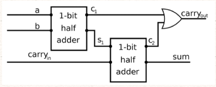 a
b
1-bit
half
adder
c1
carryout
s1
c2
1-bit
half
adder
carryin
sum